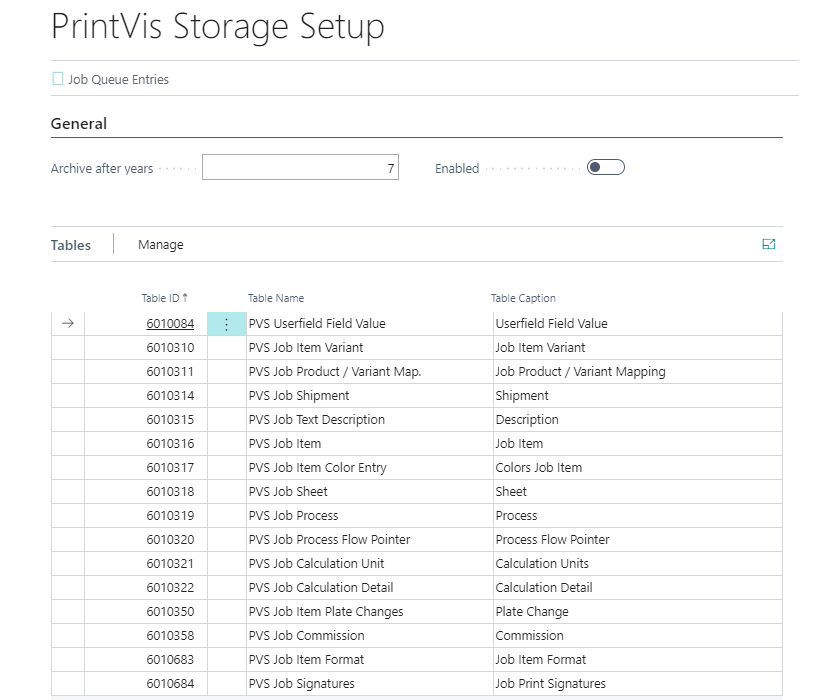 PrintVis Storage Setup
Job Queue Entries
General
Archive after years 7 Enabled
Tables Manage
Table ID ↑ Table Name Table Caption
6010084 PVS Userfield Field Value Userfield Field Value
6010310 PVS Job Item Variant Job Item Variant
6010311 PVS Job Product / Variant Map. Job Product / Variant Mapping
6010314 PVS Job Shipment Shipment
6010315 PVS Job Text Description Description
6010316 PVS Job Item Job Item
6010317 PVS Job Item Color Entry Colors Job Item
6010318 PVS Job Sheet Sheet
6010319 PVS Job Process Process
6010320 PVS Job Process Flow Pointer Process Flow Pointer
6010321 PVS Job Calculation Unit Calculation Units
6010322 PVS Job Calculation Detail Calculation Detail
6010350 PVS Job Item Plate Changes Plate Change
6010358 PVS Job Commission Commission
6010683 PVS Job Item Format Job Item Format
6010684 PVS Job Signatures Job Print Signatures